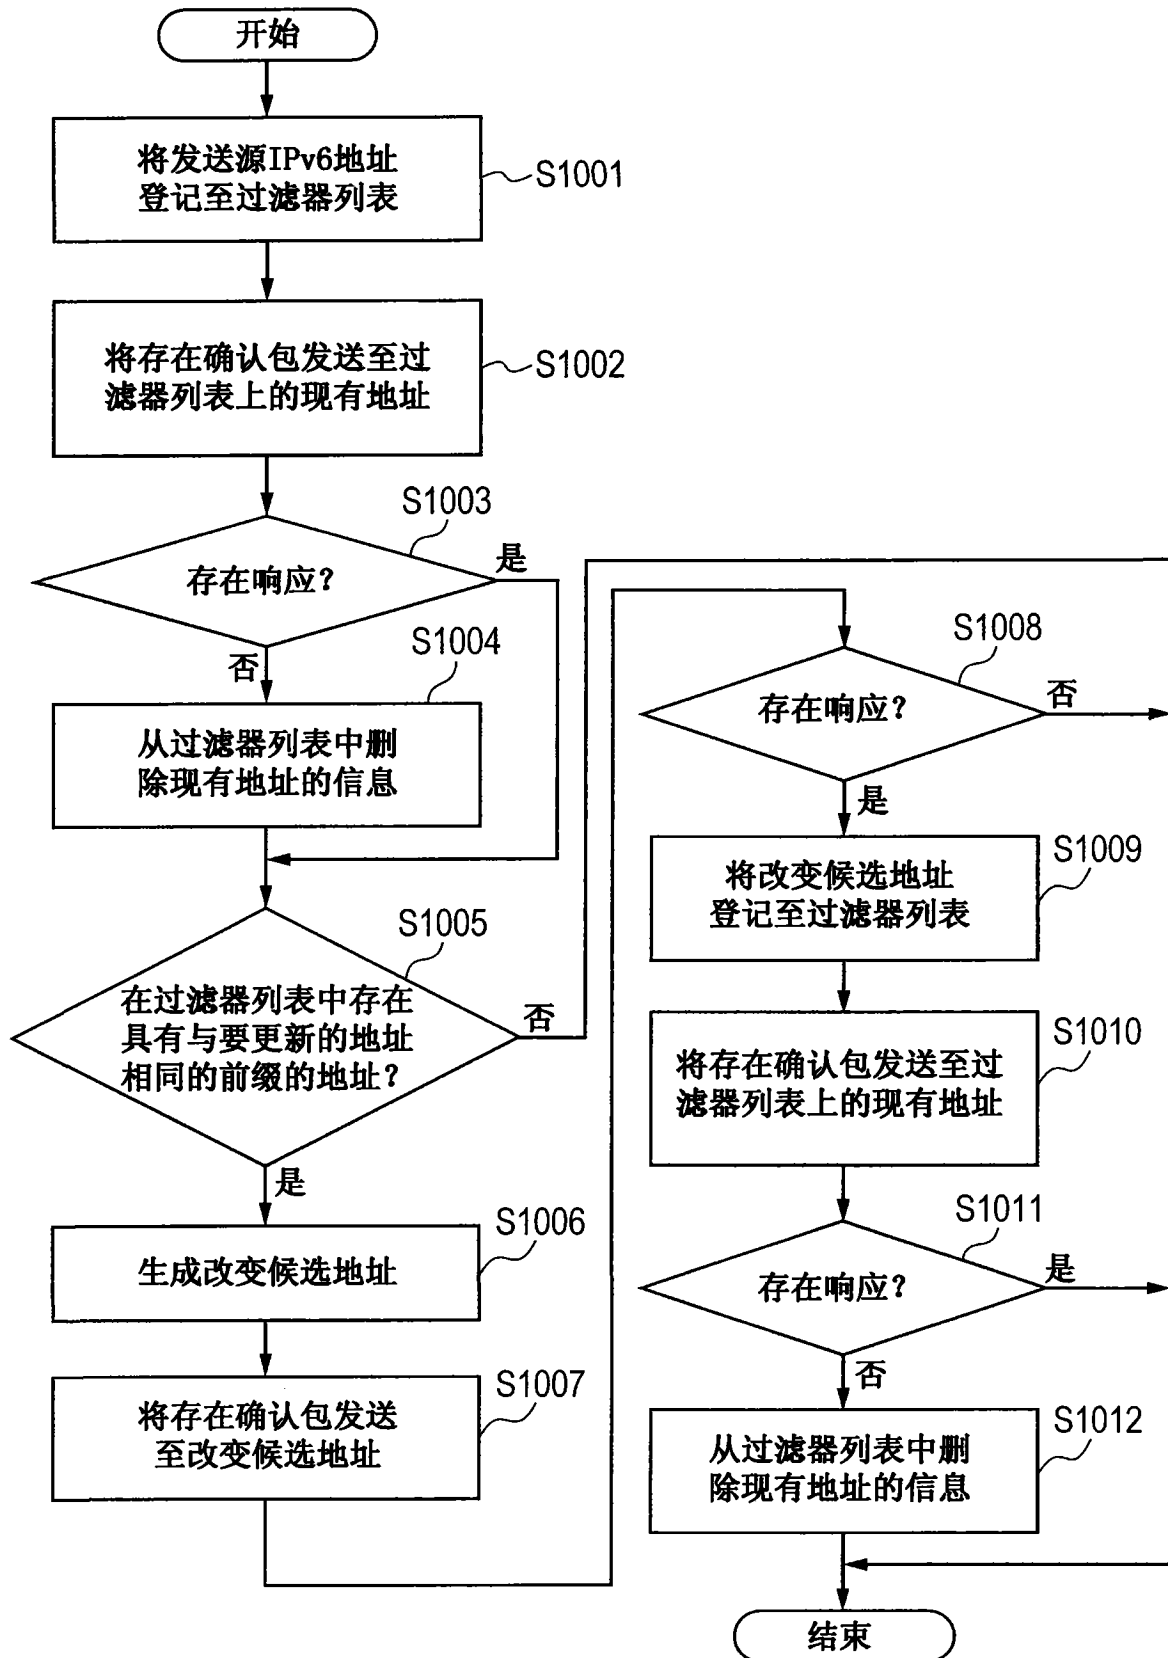 开始
将发送源IPv6地址
登记至过滤器列表
S1001
将存在确认包发送至过
滤器列表上的现有地址
S1002
S1003
存在响应?
是
否
S1004
从过滤器列表中删
除现有地址的信息
S1005
在过滤器列表中存在
具有与要更新的地址
相同的前缀的地址?
否
是
S1006
生成改变候选地址
S1007
将存在确认包发送
至改变候选地址
S1008
存在响应?
否
是
S1009
将改变候选地址
登记至过滤器列表
S1010
将存在确认包发送至过
滤器列表上的现有地址
S1011
存在响应?
是
否
S1012
从过滤器列表中删
除现有地址的信息
结束